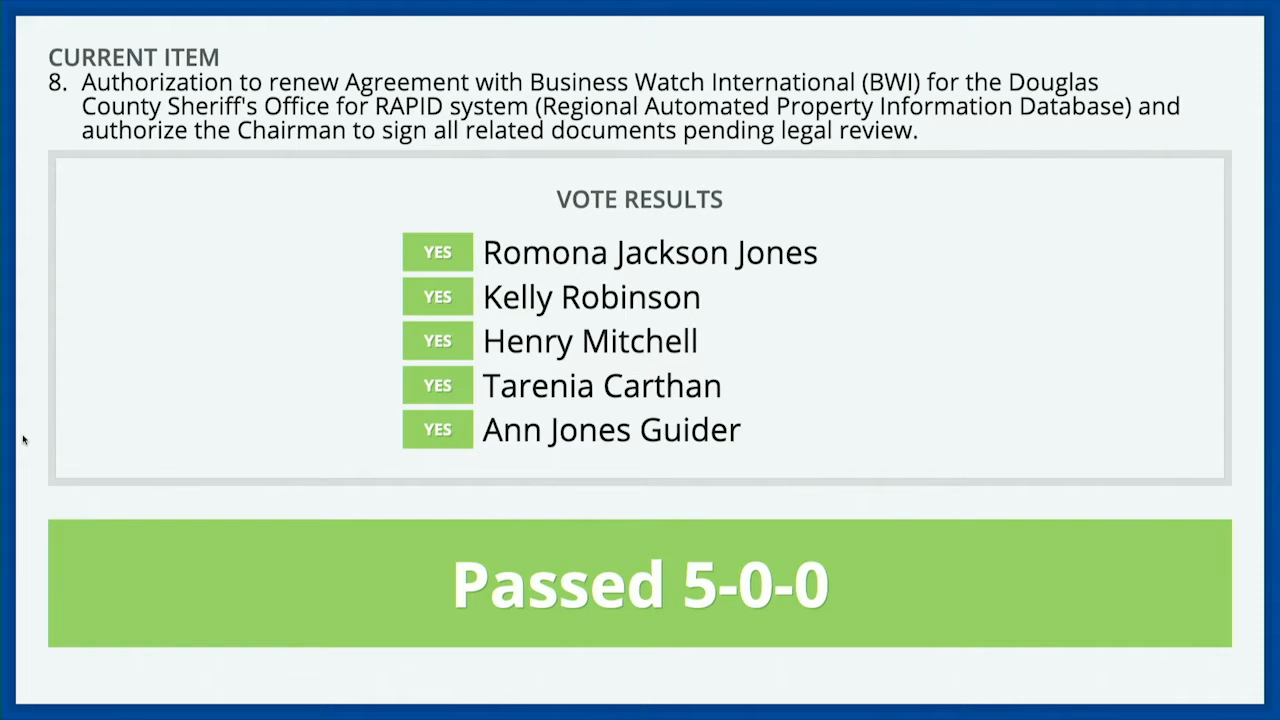 CURRENT ITEM
8. Authorization to renew Agreement with Business Watch International (BWI) for the Douglas
County Sheriff's Office for RAPID system (Regional Automated Property Information Database) and
authorize the Chairman to sign all related documents pending legal review.
VOTE RESULTS
YES Romona Jackson Jones
YES Kelly Robinson
YES Henry Mitchell
YES Tarenia Carthan
YES Ann Jones Guider
Passed 5-0-0